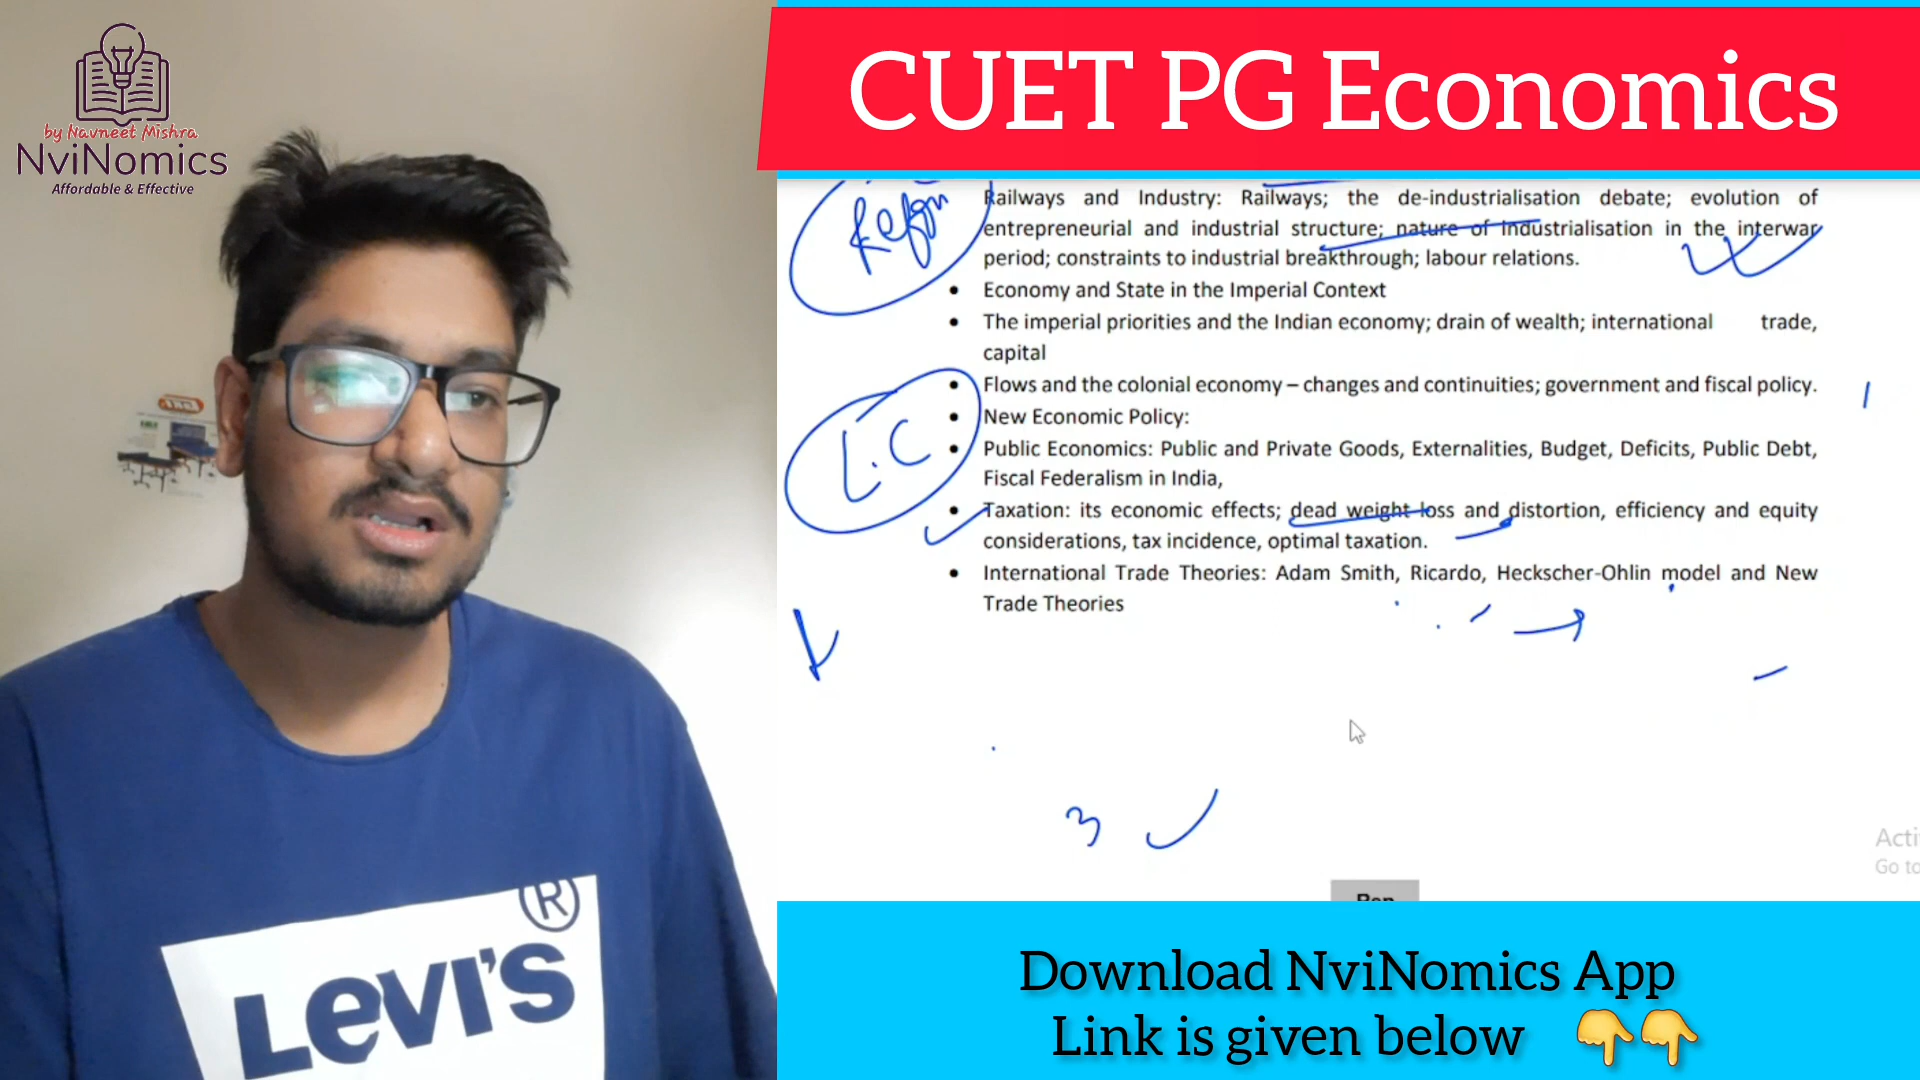 by Navneet Mishra
NviNomics
Affordable & Effective
CUET PG Economics
Refom
Railways and Industry: Railways; the de-industrialisation debate; evolution of
entrepreneurial and industrial structure; nature of industrialisation in the interwar
period; constraints to industrial breakthrough; labour relations.
• Economy and State in the Imperial Context
• The imperial priorities and the Indian economy; drain of wealth; international trade,
capital
• Flows and the colonial economy – changes and continuities; government and fiscal policy.
• New Economic Policy:
L.C
• Public Economics: Public and Private Goods, Externalities, Budget, Deficits, Public Debt,
Fiscal Federalism in India,
• Taxation: its economic effects; dead weight loss and distortion, efficiency and equity
considerations, tax incidence, optimal taxation.
• International Trade Theories: Adam Smith, Ricardo, Heckscher-Ohlin model and New
Trade Theories
3
Acti
Go to
LEVI'S
®
Download NviNomics App
Link is given below 👇👇